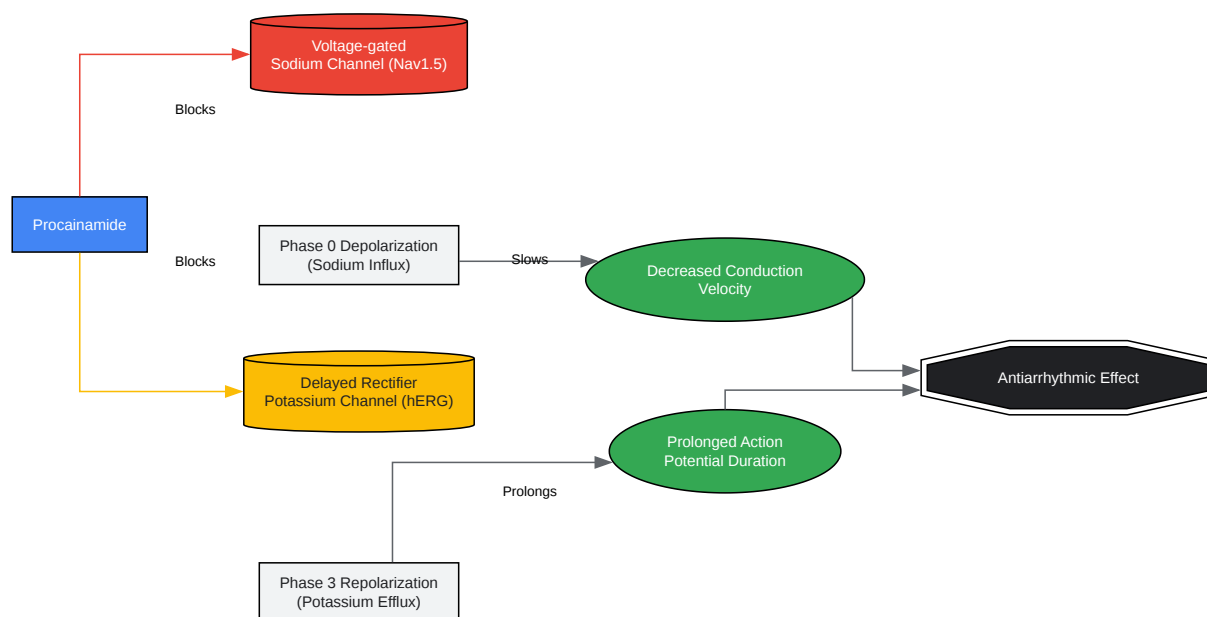 Voltage-gated
Sodium Channel (Nav1.5)
Blocks
Procainamide
Blocks
Phase 0 Depolarization
(Sodium Influx)
Slows
Decreased Conduction
Velocity
Delayed Rectifier
Potassium Channel (hERG)
Antiarrhythmic Effect
Prolonged Action
Potential Duration
Prolongs
Phase 3 Repolarization
(Potassium Efflux)